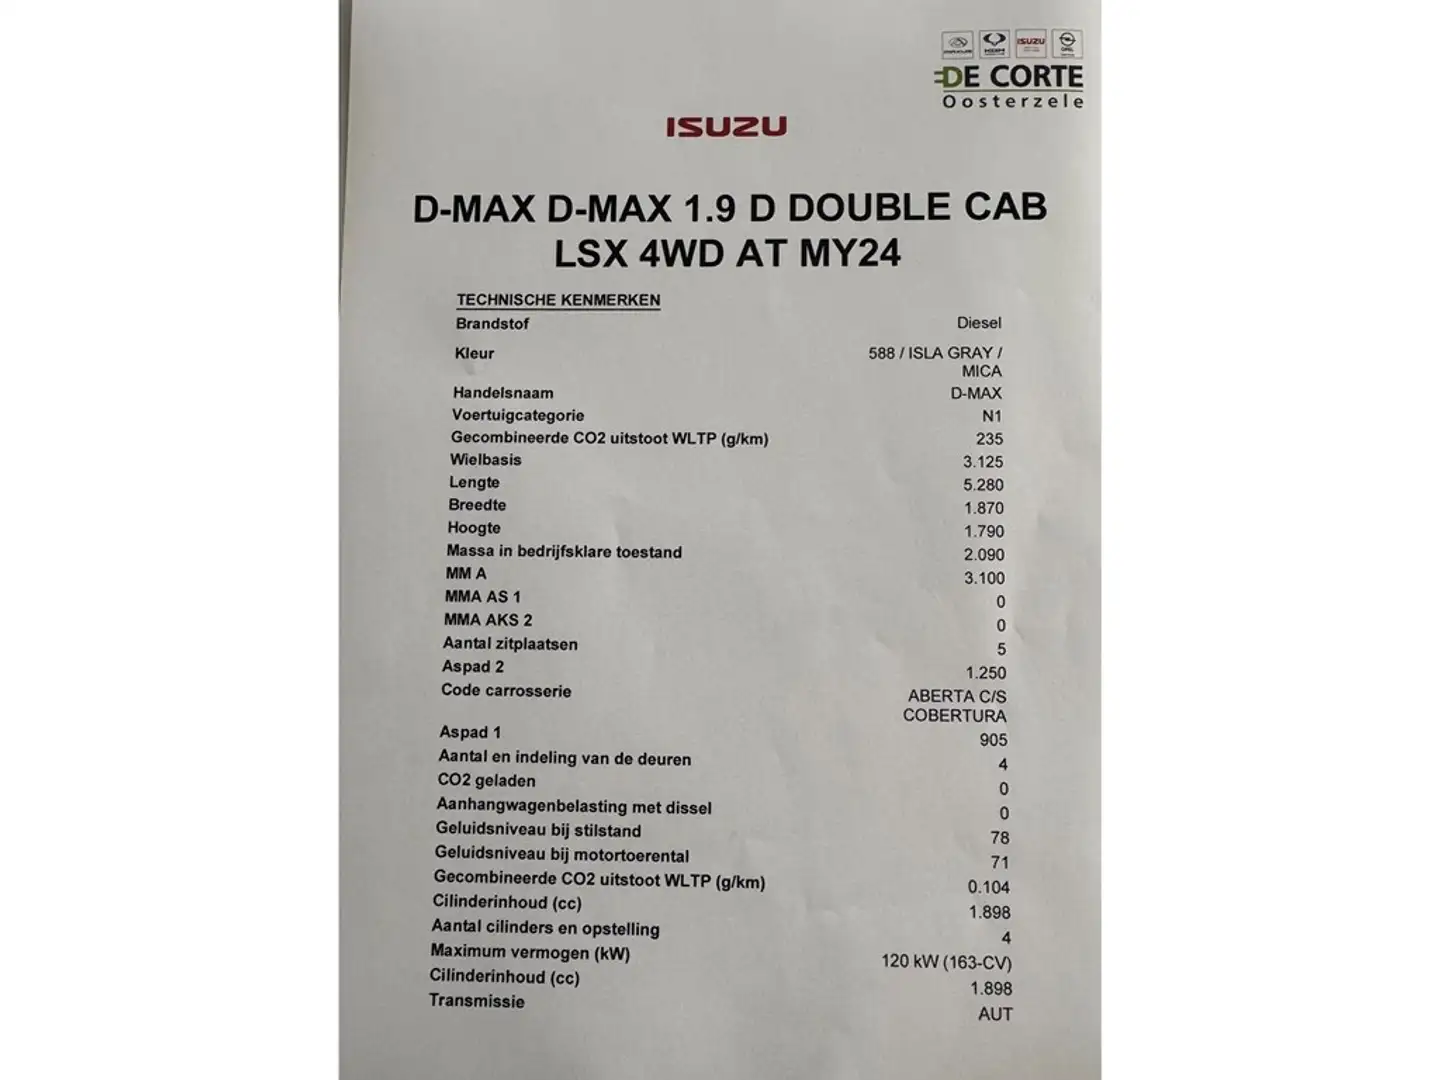 ISUZU
DE CORTE
Oosterzele
ISUZU
D-MAX D-MAX 1.9 D DOUBLE CAB
LSX 4WD AT MY24
TECHNISCHE KENMERKEN
Brandstof Diesel
Kleur 588 / ISLA GRAY /
MICA
Handelsnaam D-MAX
Voertuigcategorie N1
Gecombineerde CO2 uitstoot WLTP (g/km) 235
Wielbasis 3.125
Lengte 5.280
Breedte 1.870
Hoogte 1.790
Massa in bedrijfsklare toestand 2.090
MM A 3.100
MMA AS 1 0
MMA AKS 2 0
Aantal zitplaatsen 5
Aspad 2 1.250
Code carrosserie ABERTA C/S
COBERTURA
Aspad 1 905
Aantal en indeling van de deuren 4
CO2 geladen 0
Aanhangwagenbelasting met dissel 0
Geluidsniveau bij stilstand 78
Geluidsniveau bij motortoerental 71
Gecombineerde CO2 uitstoot WLTP (g/km) 0.104
Cilinderinhoud (cc) 1.898
Aantal cilinders en opstelling 4
Maximum vermogen (kW) 120 kW (163-CV)
Cilinderinhoud (cc) 1.898
Transmissie AUT